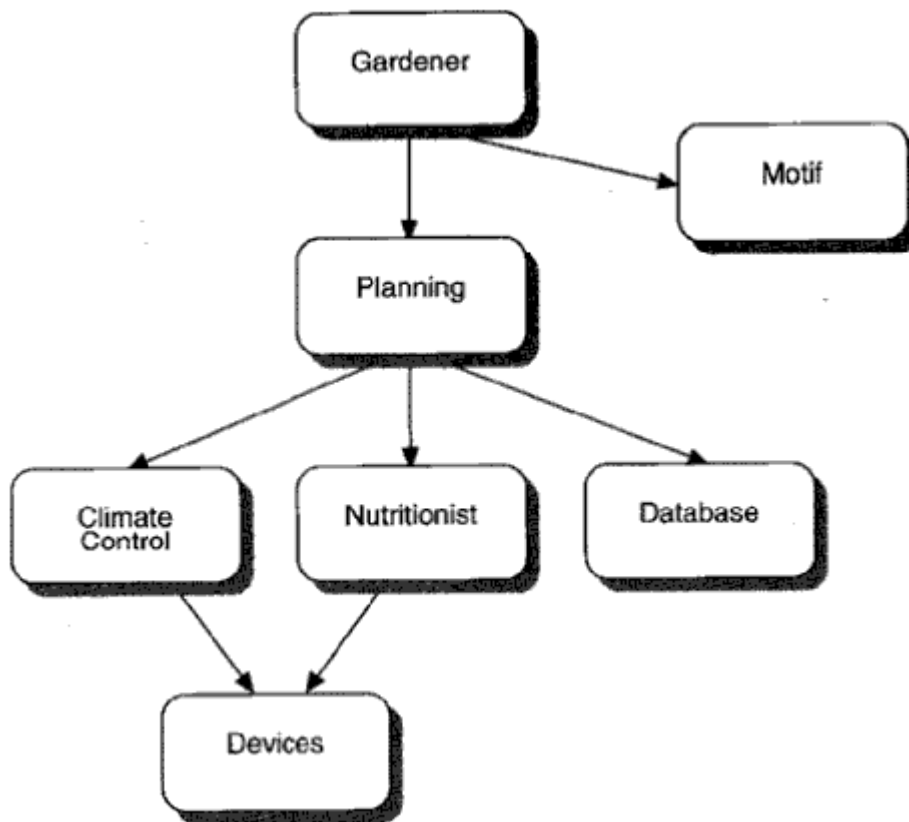 Gardener
Motif
Planning
Climate
Control
Nutritionist
Database
Devices